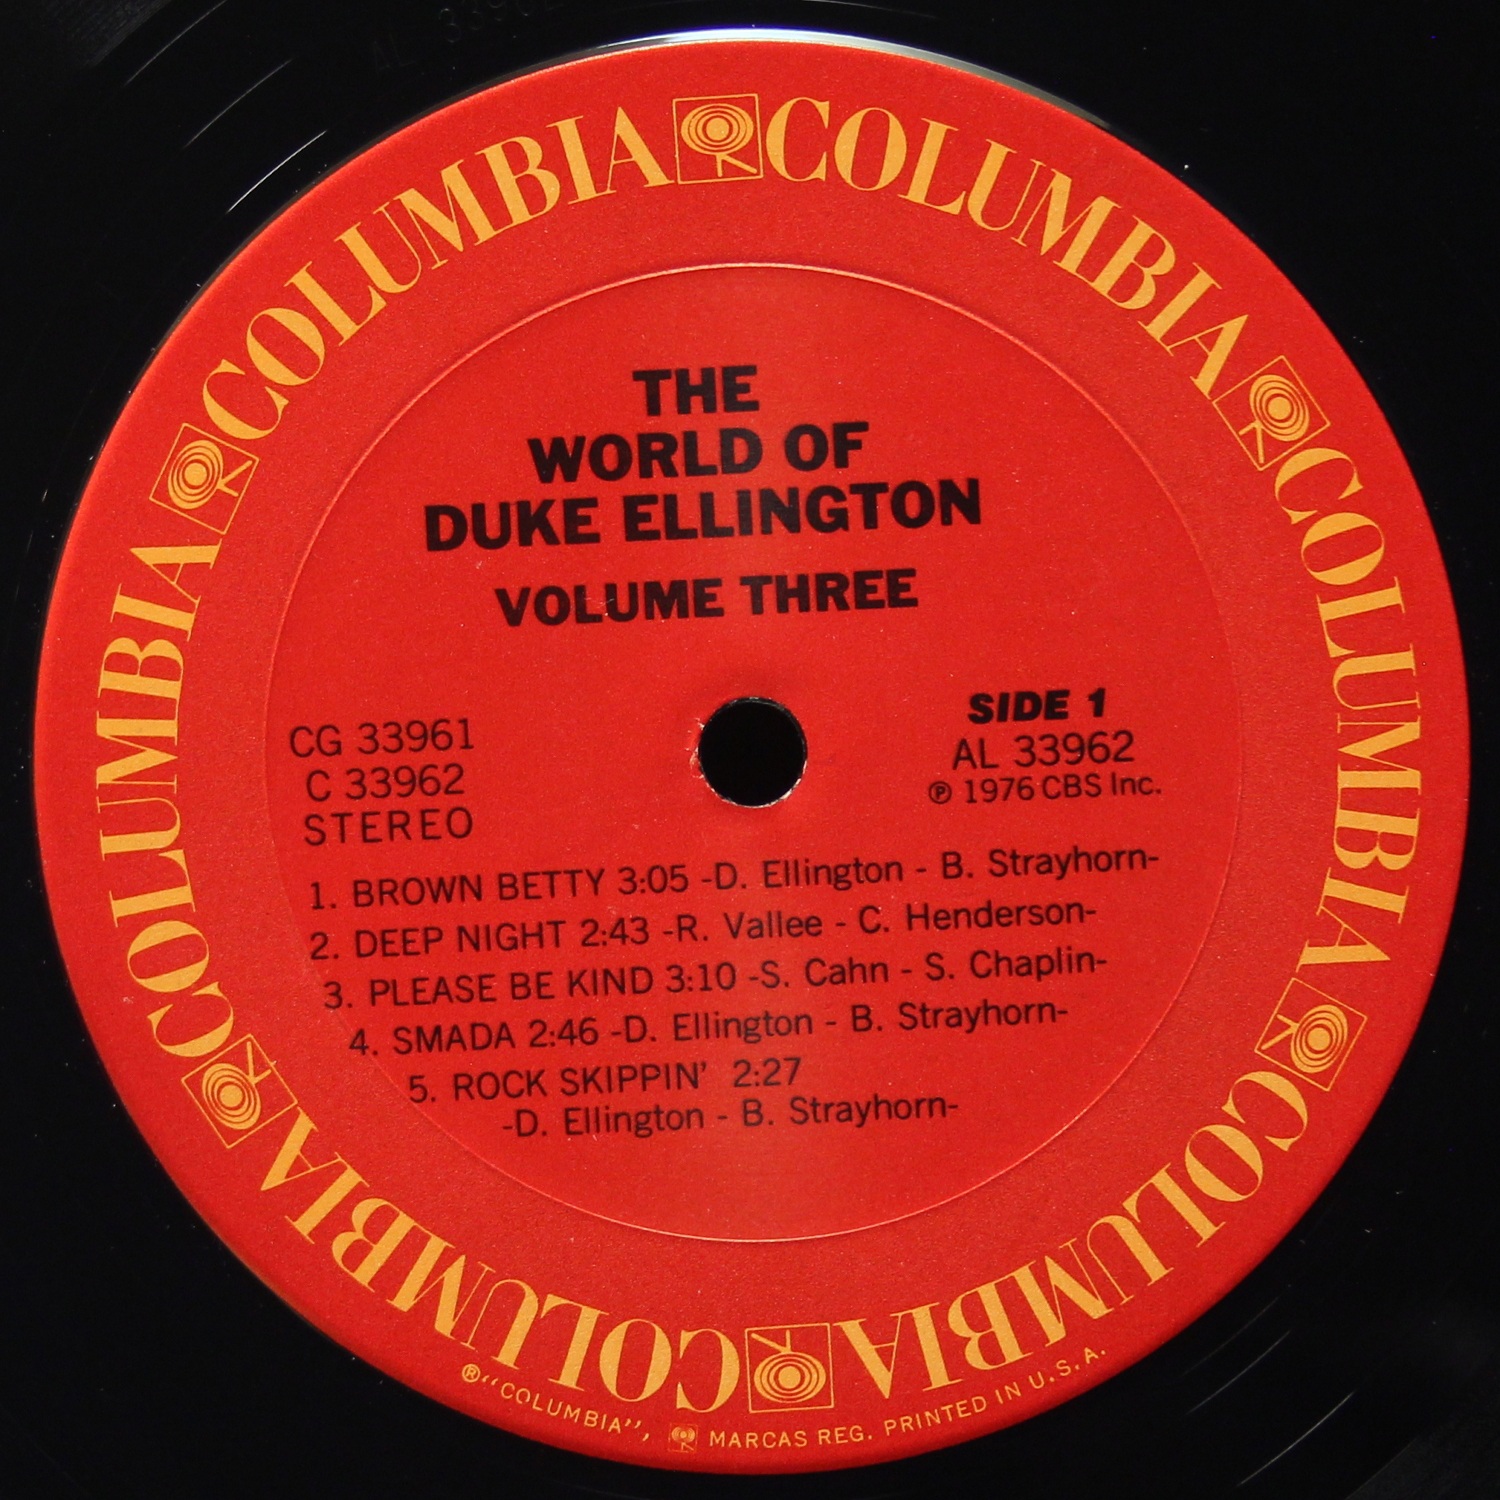 COLUMBIA COLUMBIA COLUMBIA COLUMBIA COLUMBIA COLUMBIA
THE
WORLD OF
DUKE ELLINGTON
VOLUME THREE
CG 33961
C 33962
STEREO
SIDE 1
AL 33962
℗ 1976 CBS Inc.
1. BROWN BETTY 3:05 -D. Ellington - B. Strayhorn-
2. DEEP NIGHT 2:43 -R. Vallee - C. Henderson-
3. PLEASE BE KIND 3:10 -S. Cahn - S. Chaplin-
4. SMADA 2:46 -D. Ellington - B. Strayhorn-
5. ROCK SKIPPIN' 2:27
-D. Ellington - B. Strayhorn-
®"COLUMBIA", MARCAS REG. PRINTED IN U.S.A.